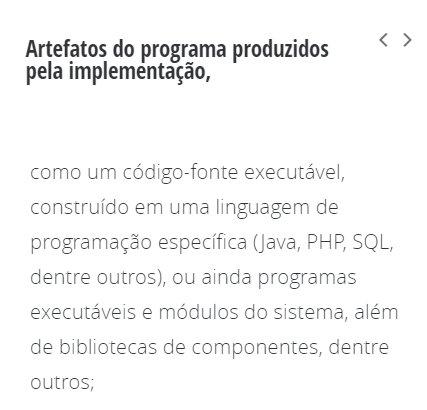 Artefatos do programa produzidos
pela implementação,
como um código-fonte executável,
construído em uma linguagem de
programação específica (Java, PHP, SQL,
dentre outros), ou ainda programas
executáveis e módulos do sistema, além
de bibliotecas de componentes, dentre
outros;